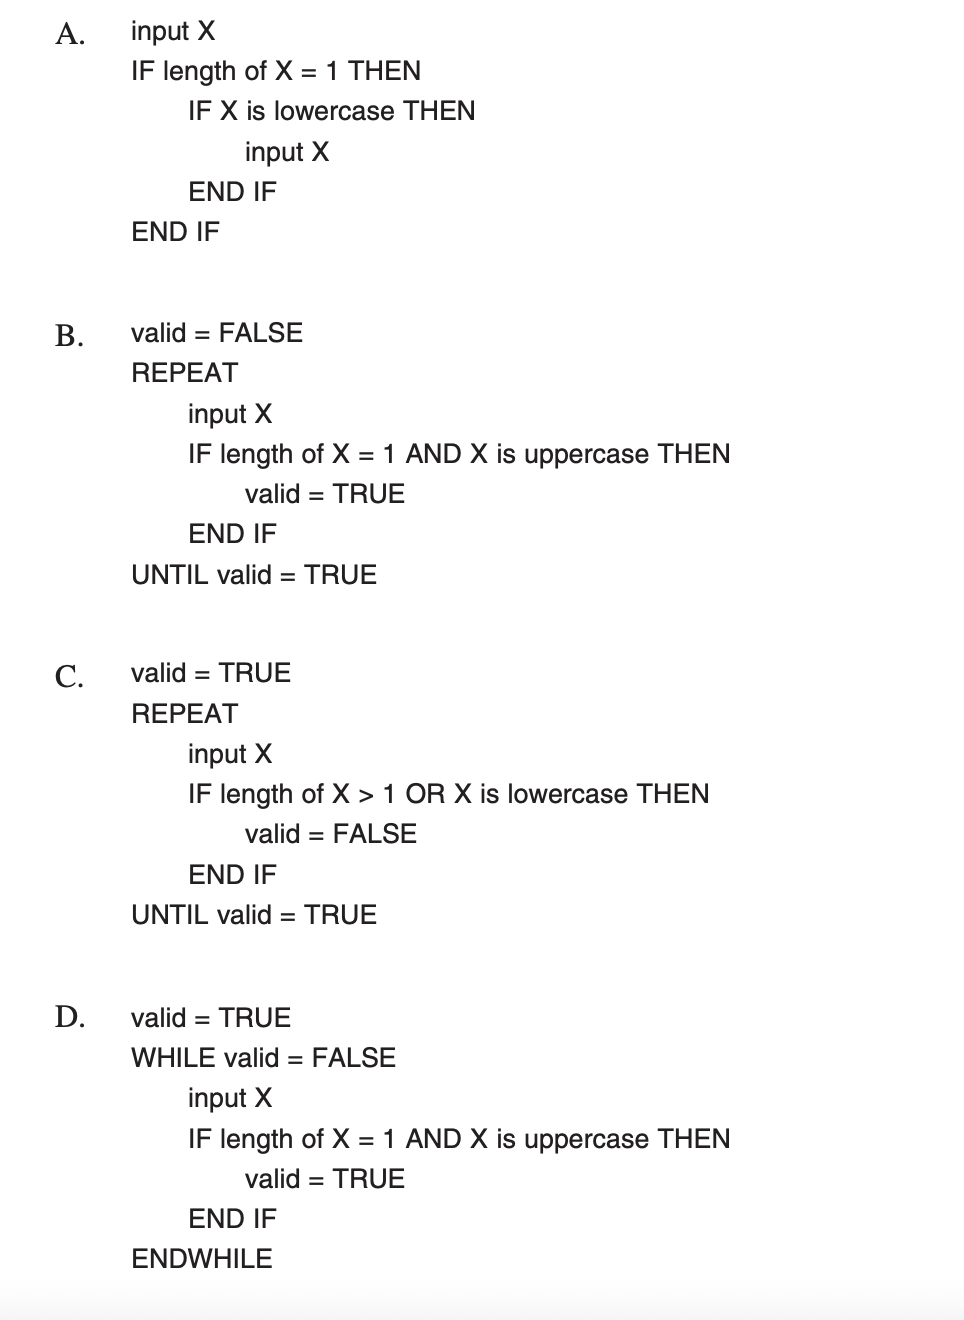 A. input X
IF length of X = 1 THEN
IF X is lowercase THEN
input X
END IF
END IF
B. valid = FALSE
REPEAT
input X
IF length of X = 1 AND X is uppercase THEN
valid = TRUE
END IF
UNTIL valid = TRUE
C. valid = TRUE
REPEAT
input X
IF length of X > 1 OR X is lowercase THEN
valid = FALSE
END IF
UNTIL valid = TRUE
D. valid = TRUE
WHILE valid = FALSE
input X
IF length of X = 1 AND X is uppercase THEN
valid = TRUE
END IF
ENDWHILE